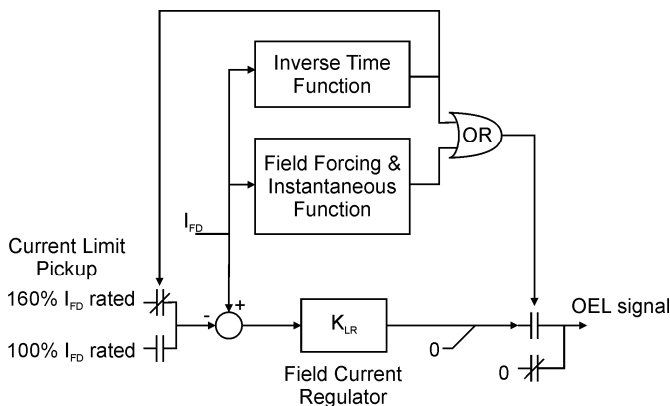 Inverse Time
Function
OR
Field Forcing &
Instantaneous
Function
I_FD
Current Limit
Pickup
160% I_FD rated
100% I_FD rated
-
+
K_LR
Field Current
Regulator
0
OEL signal
0